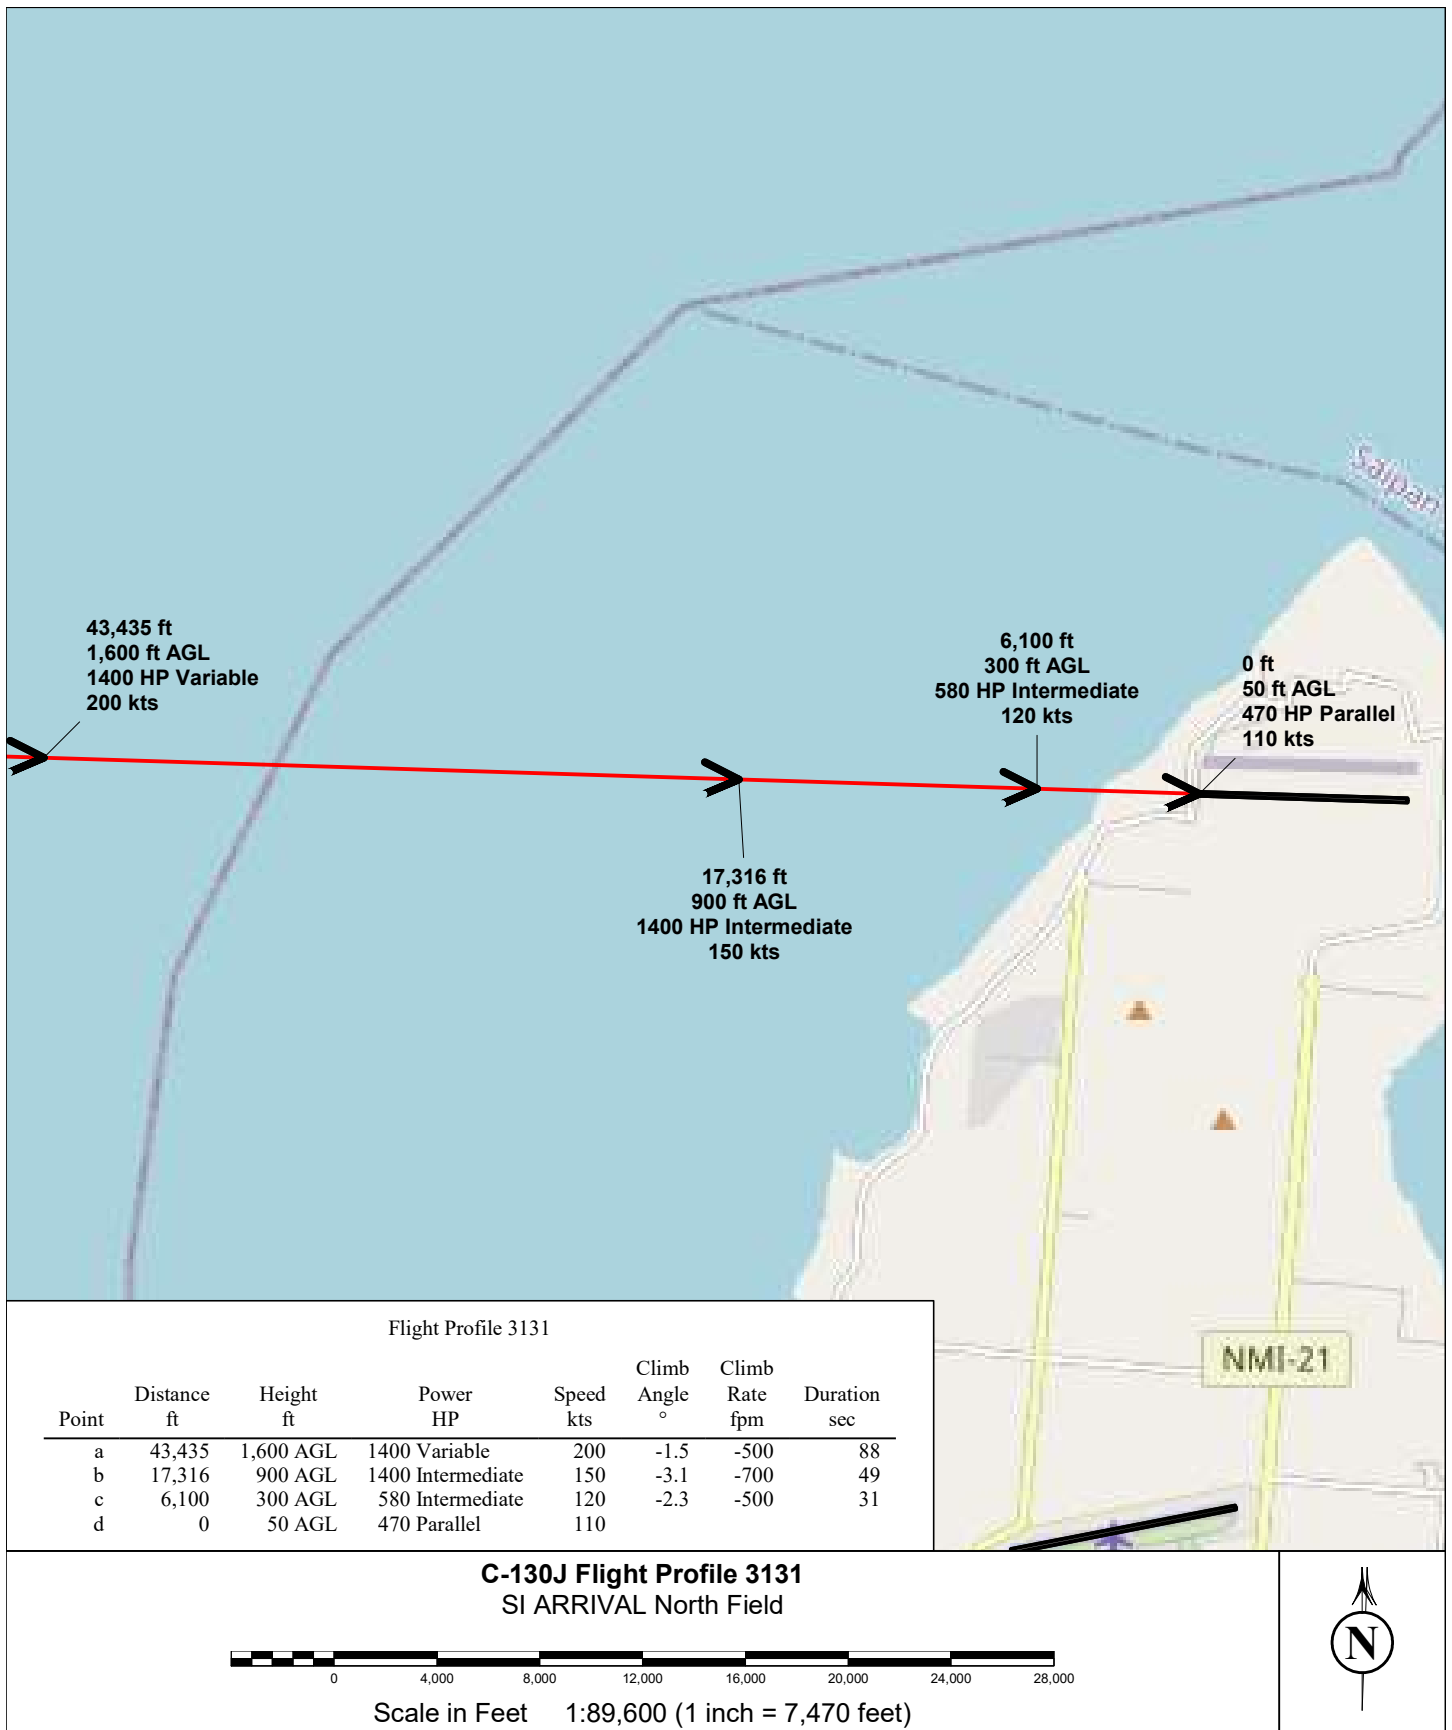 Saipan
43,435 ft
1,600 ft AGL
1400 HP Variable
200 kts
6,100 ft
300 ft AGL
580 HP Intermediate
120 kts
0 ft
50 ft AGL
470 HP Parallel
110 kts
17,316 ft
900 ft AGL
1400 HP Intermediate
150 kts
NMI-21
Flight Profile 3131
Climb Climb
Distance Height Power Speed Angle Rate Duration
Point ft ft HP kts ° fpm sec
a 43,435 1,600 AGL 1400 Variable 200 -1.5 -500 88
b 17,316 900 AGL 1400 Intermediate 150 -3.1 -700 49
c 6,100 300 AGL 580 Intermediate 120 -2.3 -500 31
d 0 50 AGL 470 Parallel 110
C-130J Flight Profile 3131
SI ARRIVAL North Field
0 4,000 8,000 12,000 16,000 20,000 24,000 28,000
Scale in Feet 1:89,600 (1 inch = 7,470 feet)
N